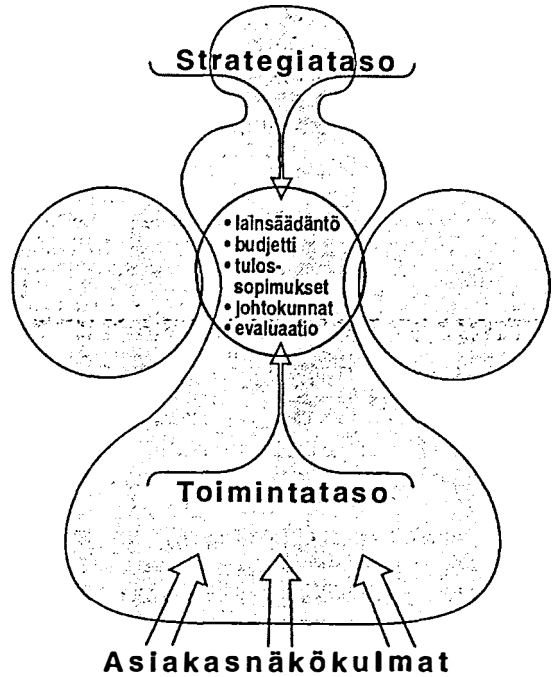 Strategiataso
• lainsäädäntö
• budjetti
• tulos-
sopimukset
• johtokunnat
• evaluaatio
Toimintataso
Asiakasnäkökulmat